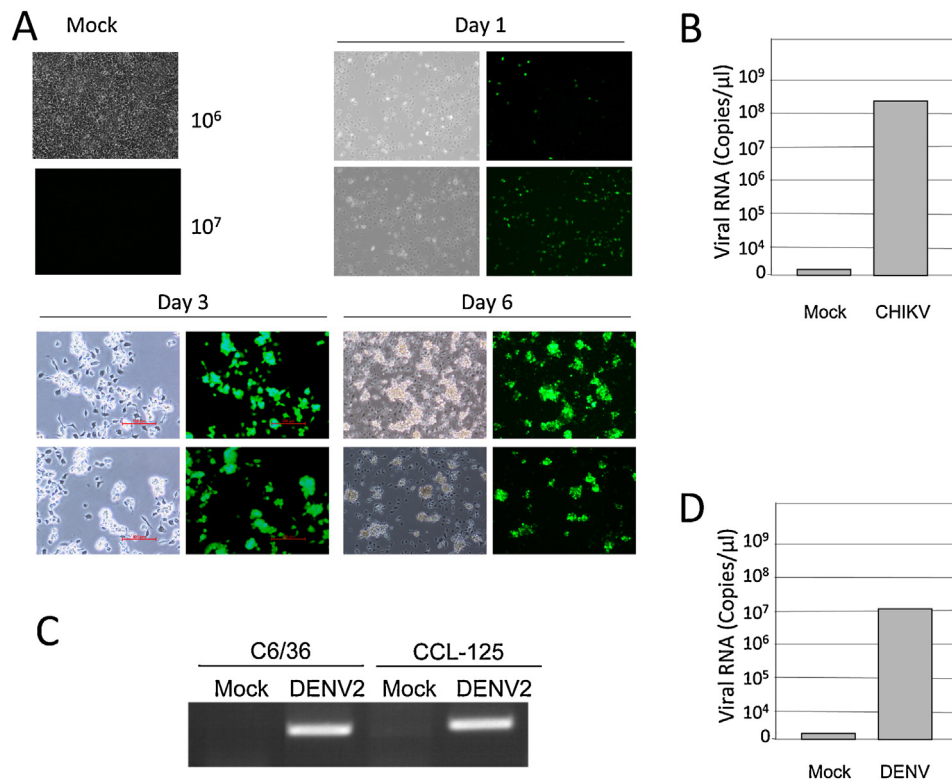 A
Mock
Day 1
10⁶
10⁷
Day 3
Day 6
B
Viral RNA (Copies/µl)
10⁹
10⁸
10⁷
10⁶
10⁵
10⁴
0
Mock CHIKV
C
C6/36 CCL-125
Mock DENV2 Mock DENV2
D
Viral RNA (Copies/µl)
10⁹
10⁸
10⁷
10⁶
10⁵
10⁴
0
Mock DENV